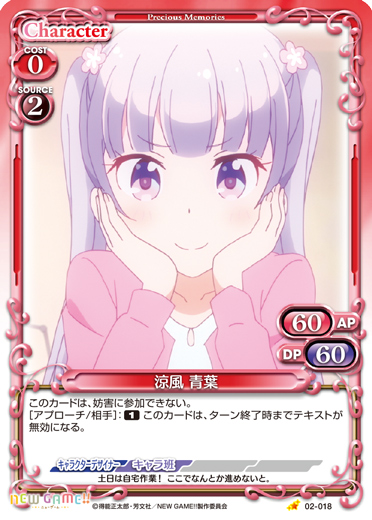 Precious Memories
Character
COST
0
SOURCE
2
60 AP
DP 60
涼風 青葉
このカードは、妨害に参加できない。
[アプローチ/相手]:1 このカードは、ターン終了時までテキストが
無効になる。
キャラクターデザイナー キャラ班
土日は自宅作業! ここでなんとか進めないと。
NEW GAME!!
©得能正太郎・芳文社/NEW GAME!!製作委員会
02-018